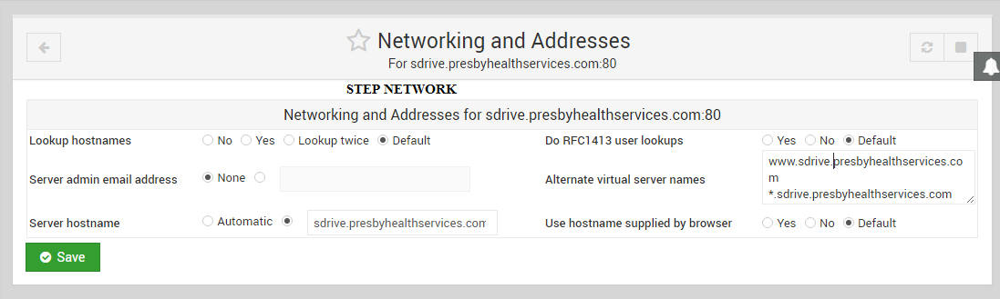 Networking and Addresses
For sdrive.presbyhealthservices.com:80
STEP NETWORK
Networking and Addresses for sdrive.presbyhealthservices.com:80
Lookup hostnames No Yes Lookup twice Default Do RFC1413 user lookups Yes No Default
Server admin email address None Alternate virtual server names
www.sdrive.presbyhealthservices.co
m
*.sdrive.presbyhealthservices.com
Server hostname Automatic sdrive.presbyhealthservices.com Use hostname supplied by browser Yes No Default
Save